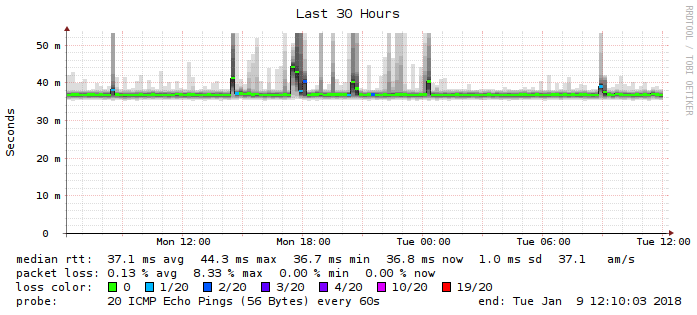 Last 30 Hours
RRDTOOL / TOBI OETIKER
Seconds
50 m
40 m
30 m
20 m
10 m
0
Mon 12:00 Mon 18:00 Tue 00:00 Tue 06:00 Tue 12:00
median rtt: 37.1 ms avg 44.3 ms max 36.7 ms min 36.8 ms now 1.0 ms sd 37.1 am/s
packet loss: 0.13 % avg 8.33 % max 0.00 % min 0.00 % now
loss color: 0 1/20 2/20 3/20 4/20 10/20 19/20
probe: 20 ICMP Echo Pings (56 Bytes) every 60s end: Tue Jan 9 12:10:03 2018